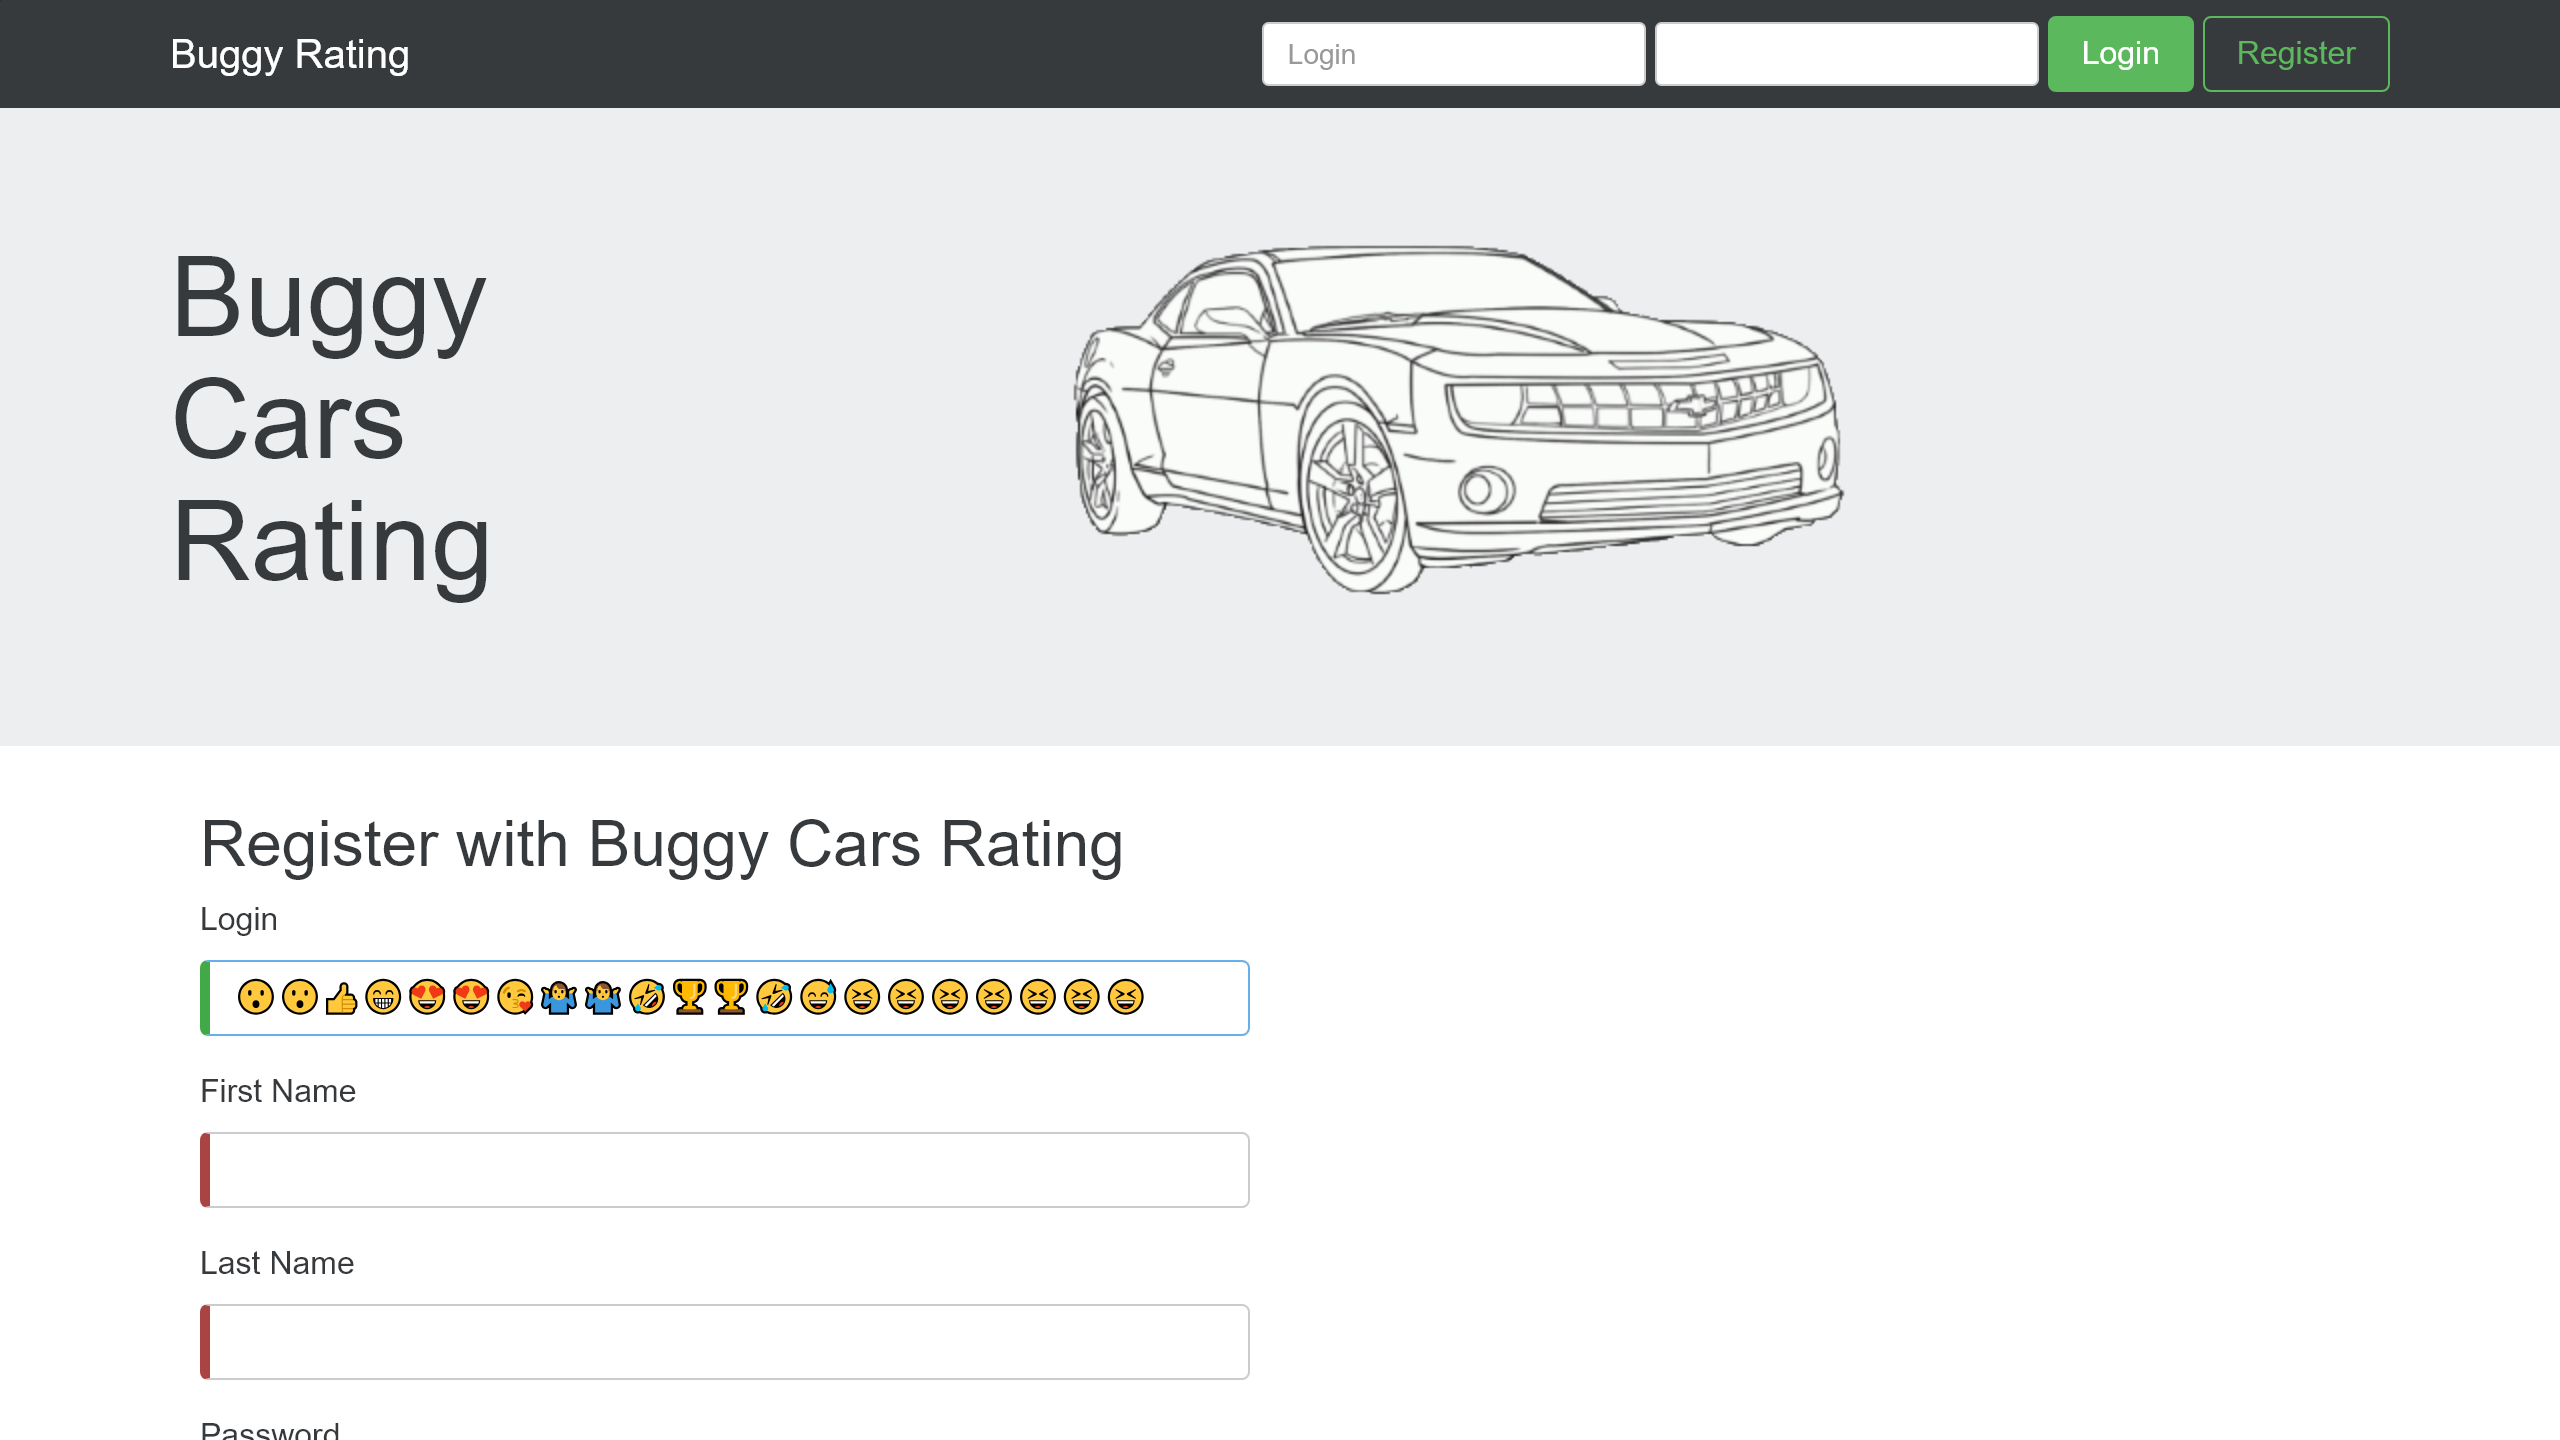 Buggy Rating
Login
Login
Register
Buggy
Cars
Rating
Register with Buggy Cars Rating
Login
😮😮👍😁😍😍😘🤷‍♂️🤷‍♂️🤣🏆🏆🤣😅😆😆😆😆😆😆😆
First Name
Last Name
Password